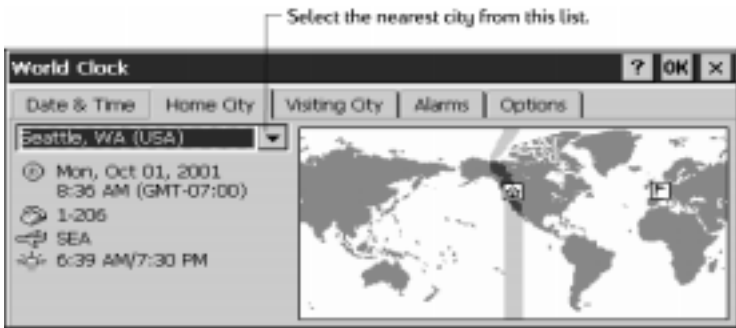 Select the nearest city from this list.
World Clock ? OK ×
Date & Time Home City Visiting City Alarms Options
Seattle, WA (USA)
Mon, Oct 01, 2001
8:36 AM (GMT-07:00)
1-206
SEA
6:39 AM/7:30 PM